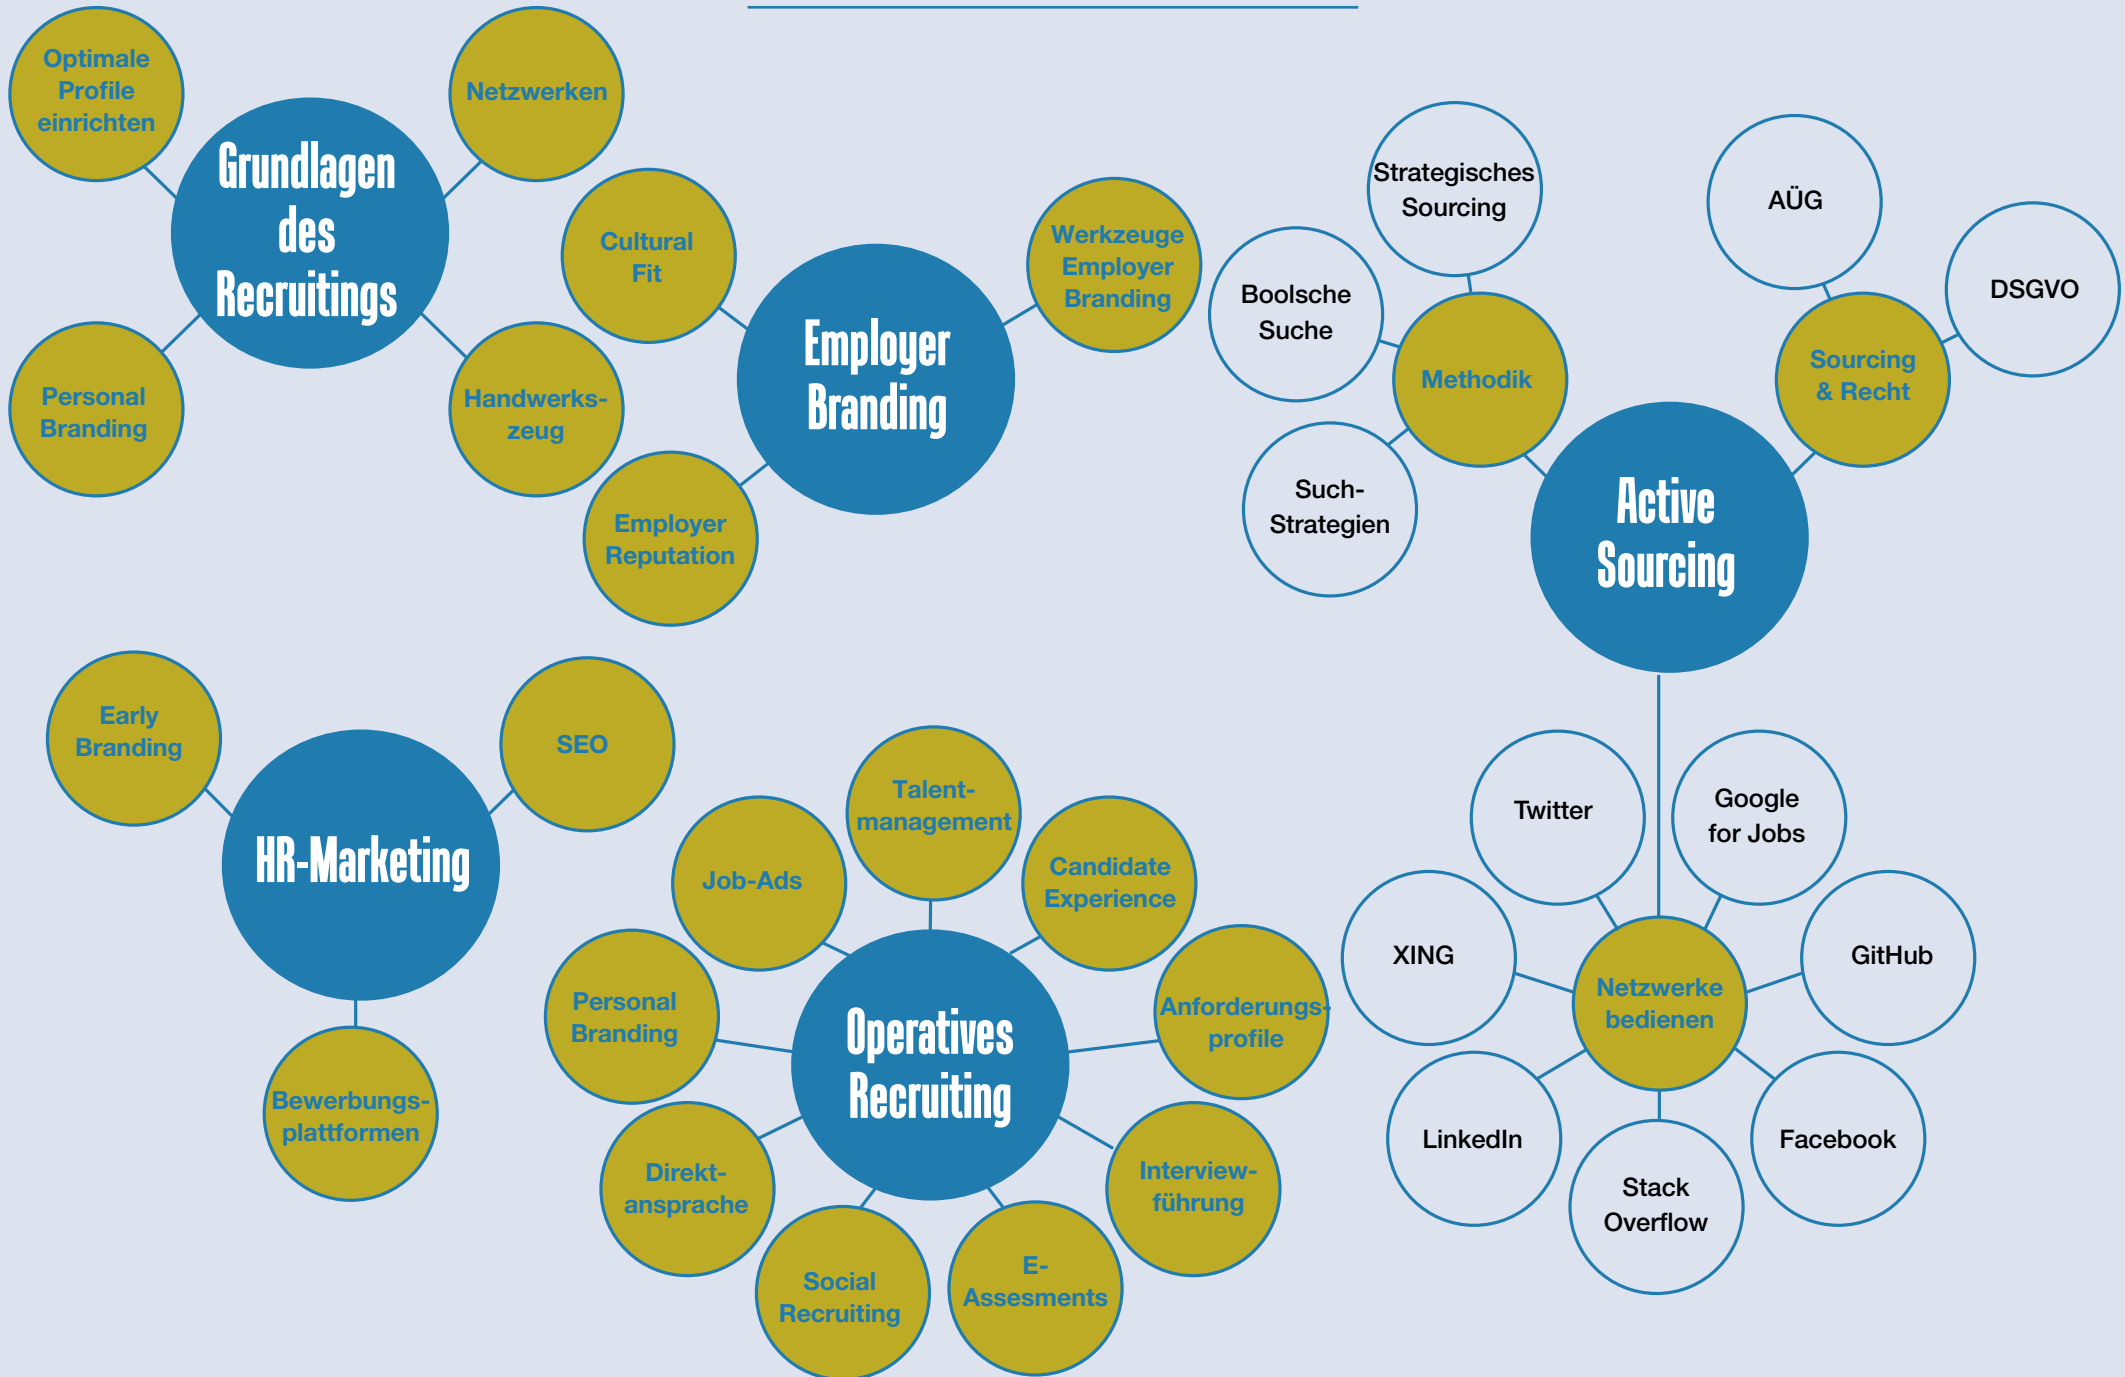 Optimale
Profile
einrichten
Netzwerken
Grundlagen
des
Recruitings
Personal
Branding
Handwerks-
zeug
Cultural
Fit
Werkzeuge
Employer
Branding
Employer
Branding
Employer
Reputation
Strategisches
Sourcing
Boolsche
Suche
Such-
Strategien
Methodik
AÜG
DSGVO
Sourcing
& Recht
Active
Sourcing
Early
Branding
SEO
HR-Marketing
Bewerbungs-
plattformen
Talent-
management
Job-Ads
Candidate
Experience
Personal
Branding
Anforderungs-
profile
Operatives
Recruiting
Direkt-
ansprache
Interview-
führung
Social
Recruiting
E-
Assesments
Twitter
Google
for Jobs
XING
GitHub
Netzwerke
bedienen
LinkedIn
Facebook
Stack
Overflow